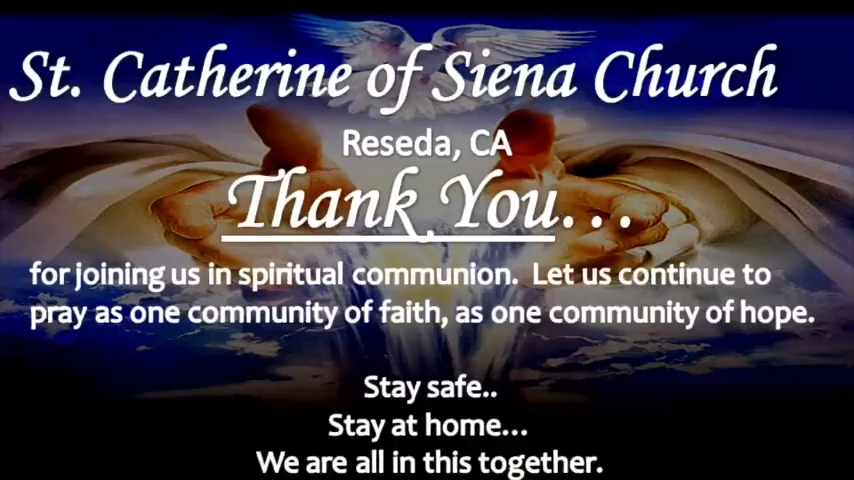 St. Catherine of Siena Church
Reseda, CA
Thank You...
for joining us in spiritual communion. Let us continue to
pray as one community of faith, as one community of hope.
Stay safe..
Stay at home...
We are all in this together.